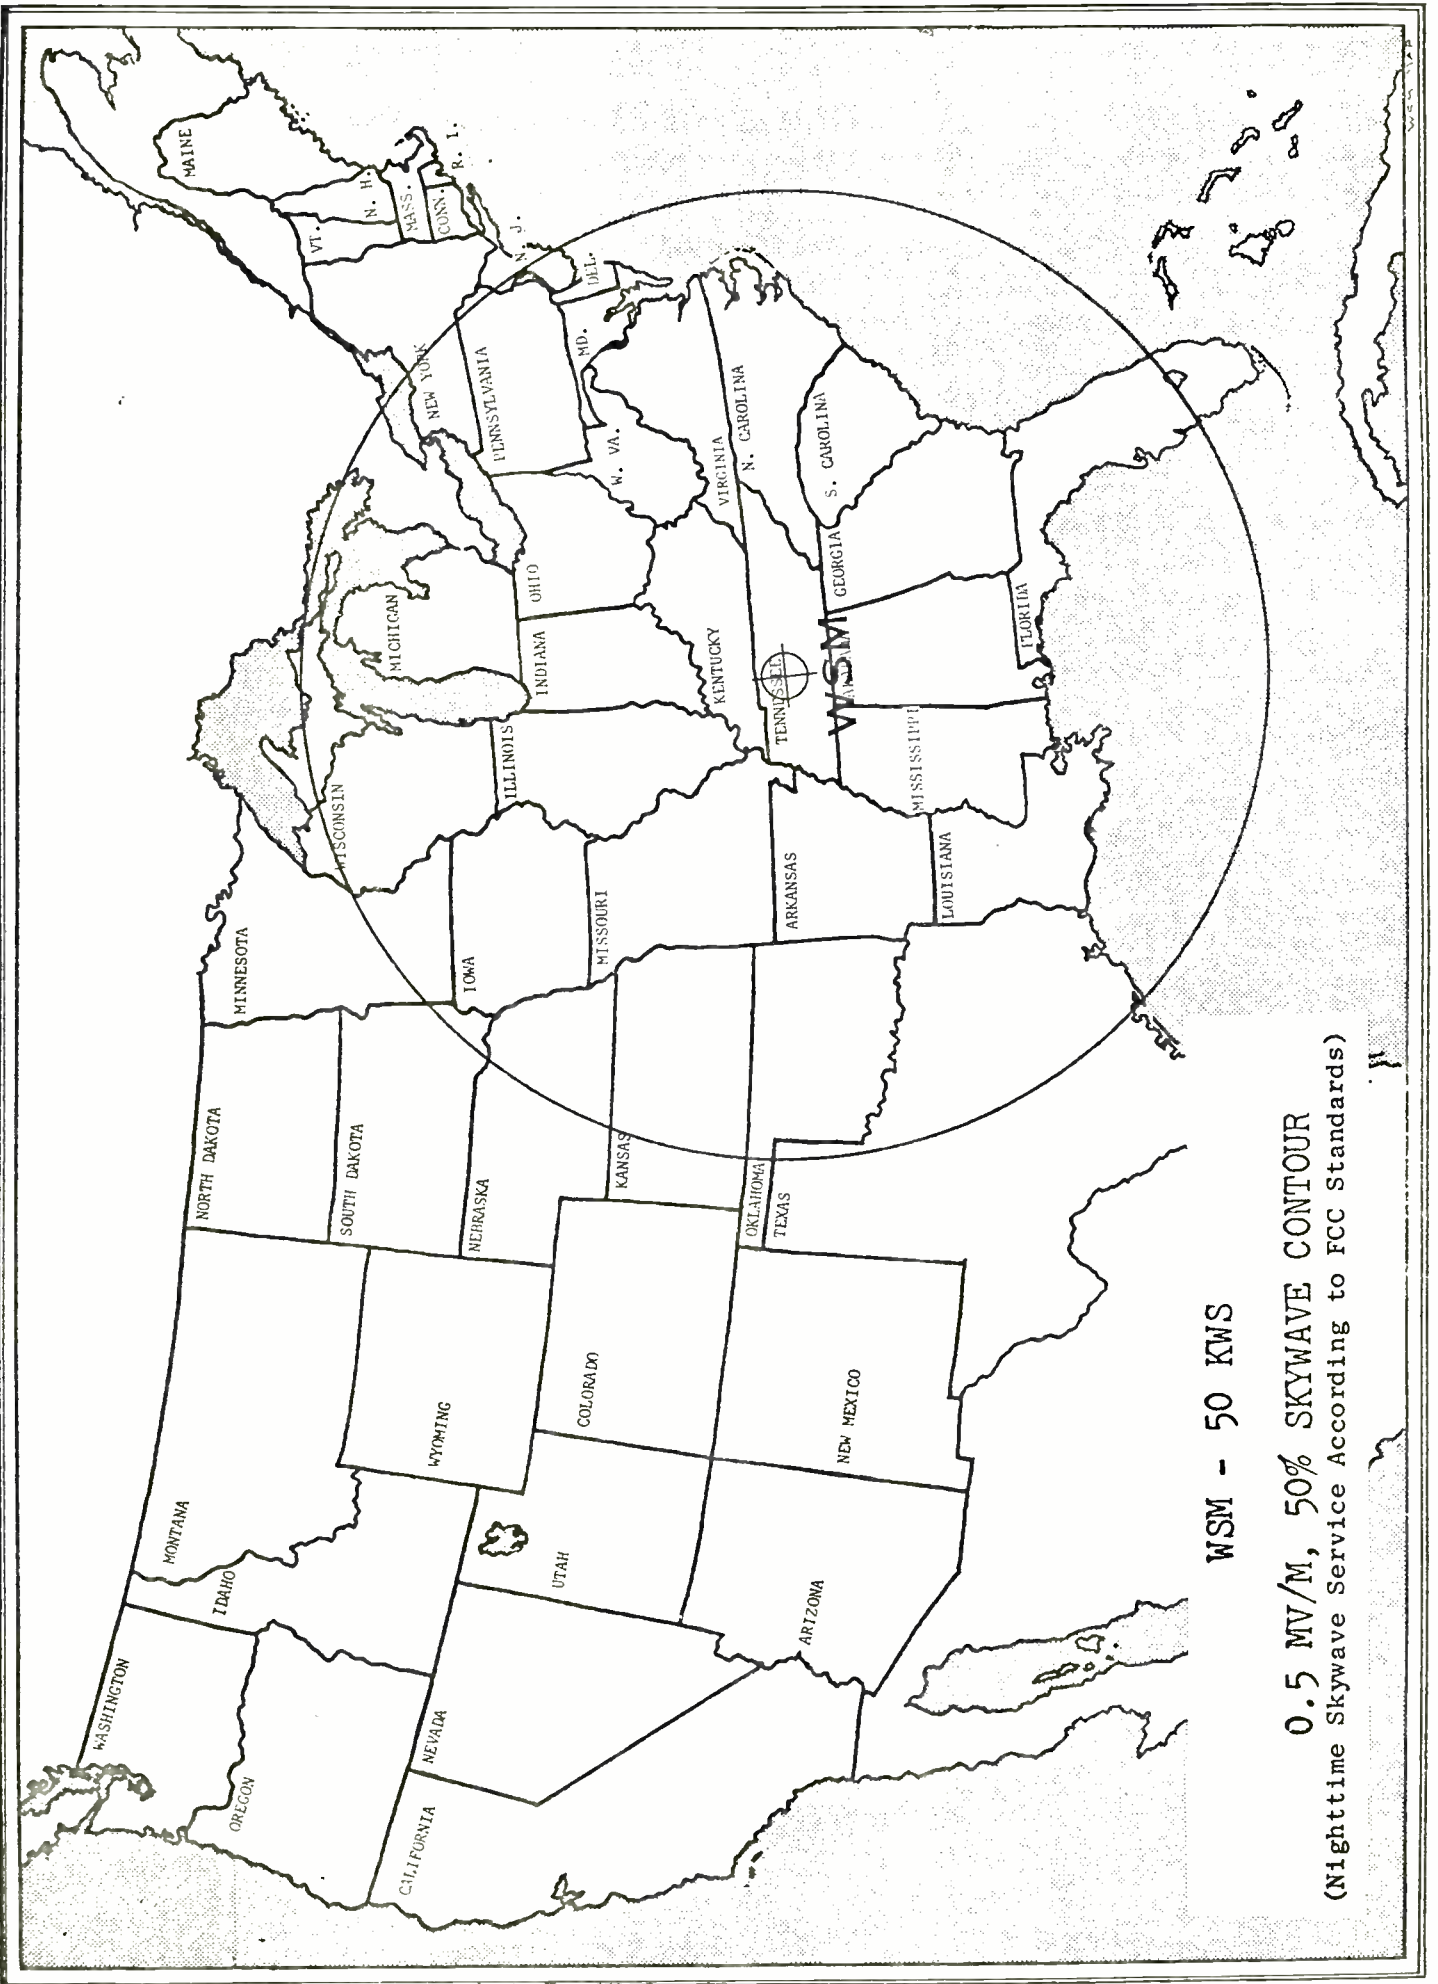 WASHINGTON
OREGON
CALIFORNIA
NEVADA
IDAHO
MONTANA
WYOMING
UTAH
ARIZONA
COLORADO
NEW MEXICO
NORTH DAKOTA
SOUTH DAKOTA
NEBRASKA
KANSAS
OKLAHOMA
TEXAS
MINNESOTA
IOWA
MISSOURI
ARKANSAS
LOUISIANA
WISCONSIN
ILLINOIS
MISSISSIPPI
MICHIGAN
INDIANA
OHIO
KENTUCKY
TENNESSEE
WSM
GEORGIA
FLORIDA
S. CAROLINA
N. CAROLINA
VIRGINIA
W. VA.
MD.
DEL.
PENNSYLVANIA
NEW YORK
N. J.
CONN.
R. I.
MASS.
VT.
N. H.
MAINE
WSM - 50 KWS
0.5 MV/M, 50% SKYWAVE CONTOUR
(Nighttime Skywave Service According to FCC Standards)